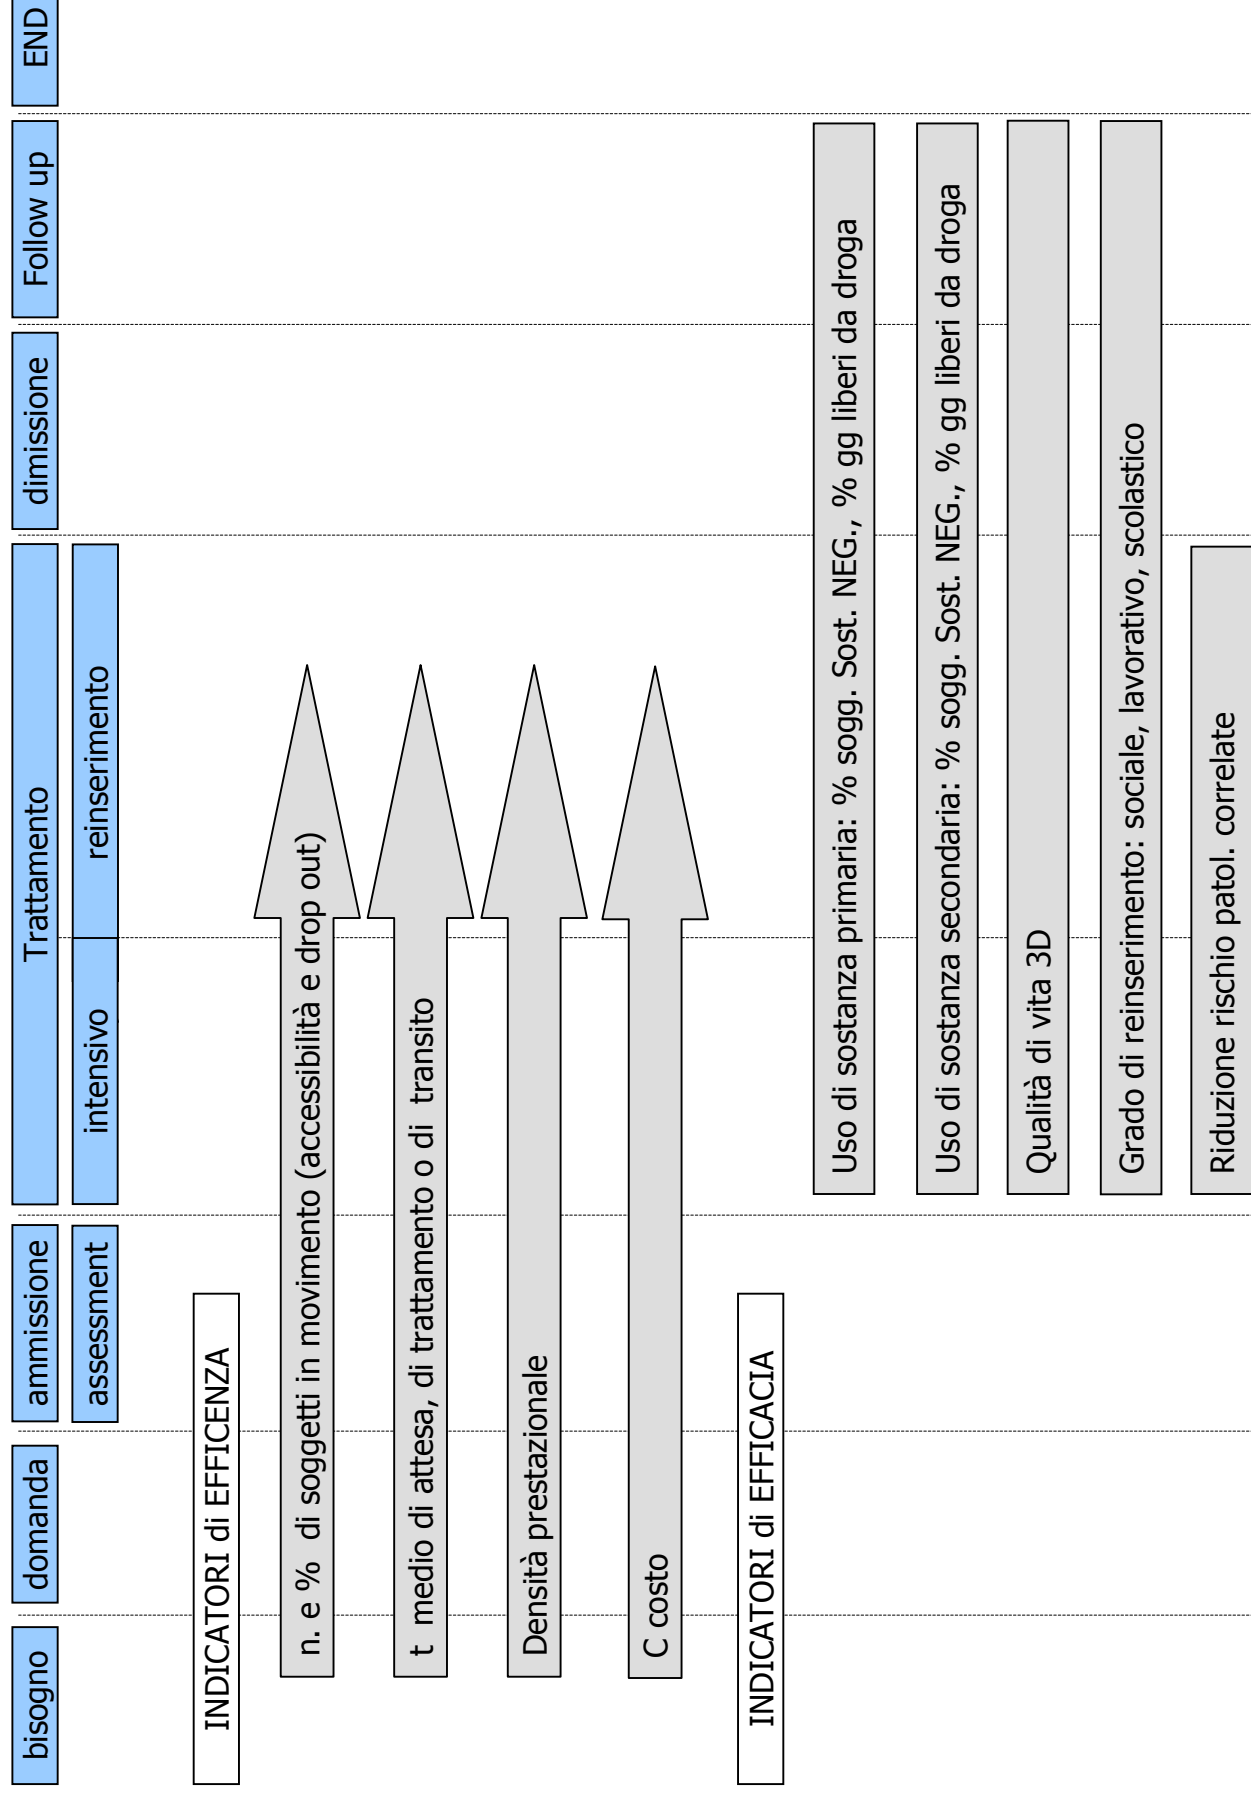 bisogno
domanda
ammissione
Trattamento
dimissione
Follow up
END
assessment
intensivo
reinserimento
INDICATORI di EFFICENZA
n. e % di soggetti in movimento (accessibilità e drop out)
t medio di attesa, di trattamento o di transito
Densità prestazionale
C costo
INDICATORI di EFFICACIA
Uso di sostanza primaria: % sogg. Sost. NEG., % gg liberi da droga
Uso di sostanza secondaria: % sogg. Sost. NEG., % gg liberi da droga
Qualità di vita 3D
Grado di reinserimento: sociale, lavorativo, scolastico
Riduzione rischio patol. correlate